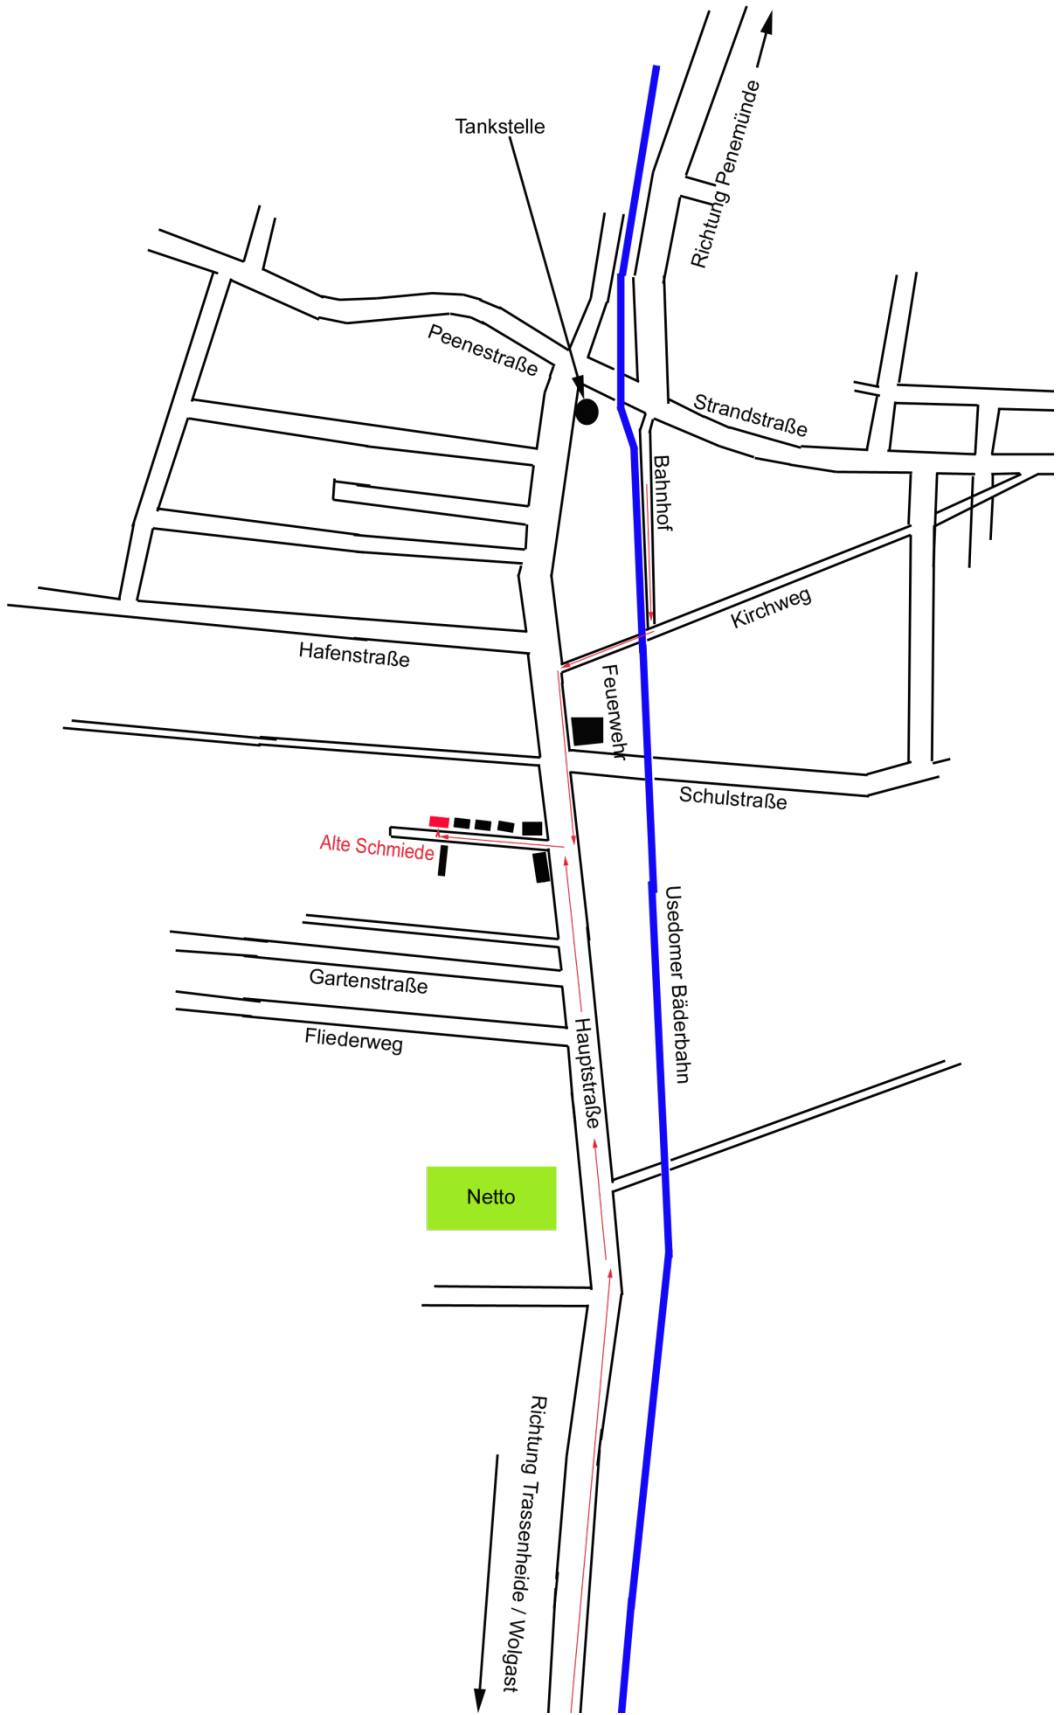 Tankstelle
Richtung Penemünde
Peenestraße
Strandstraße
Bahnhof
Kirchweg
Hafenstraße
Feuerwehr
Schulstraße
Alte Schmiede
Usedomer Bäderbahn
Gartenstraße
Fliederweg
Hauptstraße
Netto
Richtung Trassenheide / Wolgast